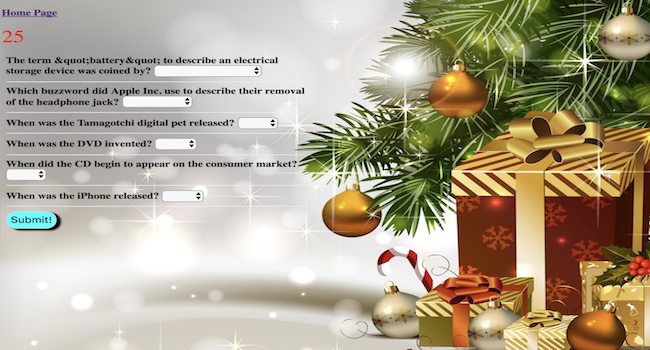 Home Page
25
The term &quot;battery&quot; to describe an electrical
storage device was coined by?
Which buzzword did Apple Inc. use to describe their removal
of the headphone jack?
When was the Tamagotchi digital pet released?
When was the DVD invented?
When did the CD begin to appear on the consumer market?
When was the iPhone released?
Submit!